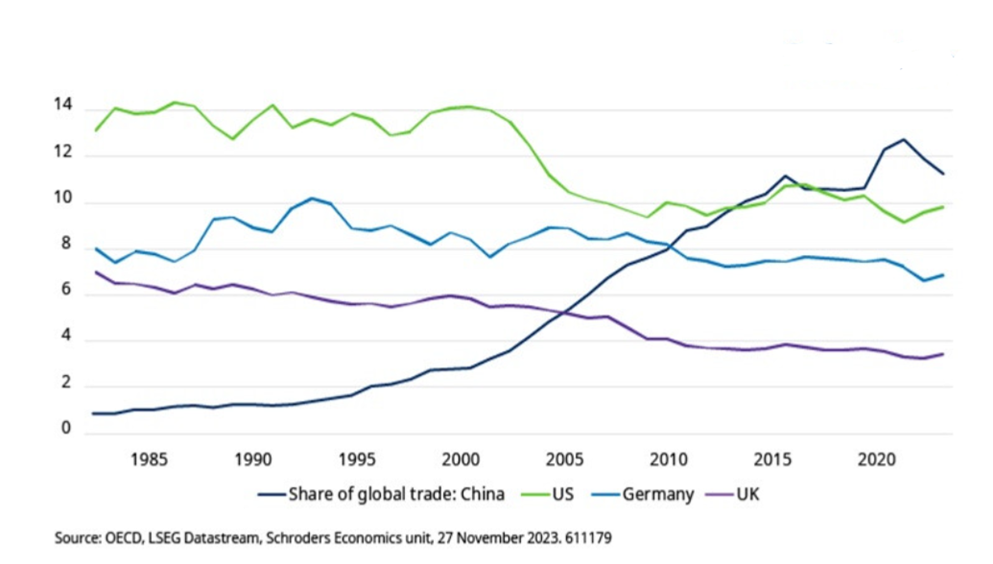 14
12
10
8
6
4
2
0
1985 1990 1995 2000 2005 2010 2015 2020
Share of global trade: China US Germany UK
Source: OECD, LSEG Datastream, Schroders Economics unit, 27 November 2023. 611179